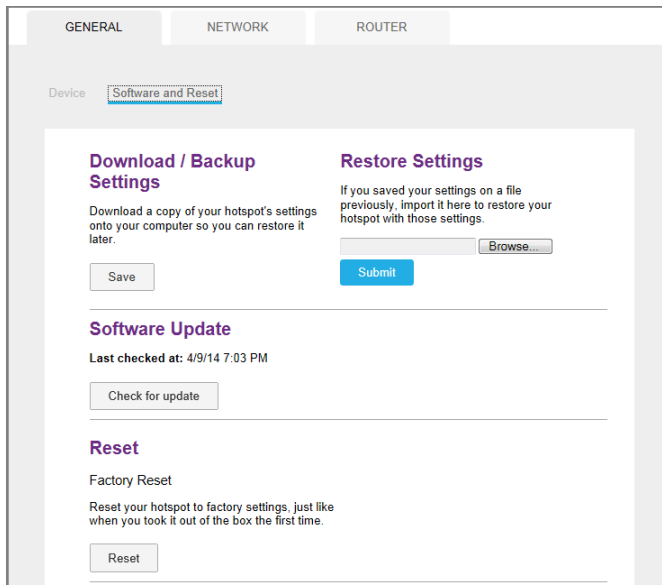 GENERAL
NETWORK
ROUTER
Device
Software and Reset
Download / Backup
Settings
Download a copy of your hotspot's settings
onto your computer so you can restore it
later.
Save
Restore Settings
If you saved your settings on a file
previously, import it here to restore your
hotspot with those settings.
Browse...
Submit
Software Update
Last checked at: 4/9/14 7:03 PM
Check for update
Reset
Factory Reset
Reset your hotspot to factory settings, just like
when you took it out of the box the first time.
Reset